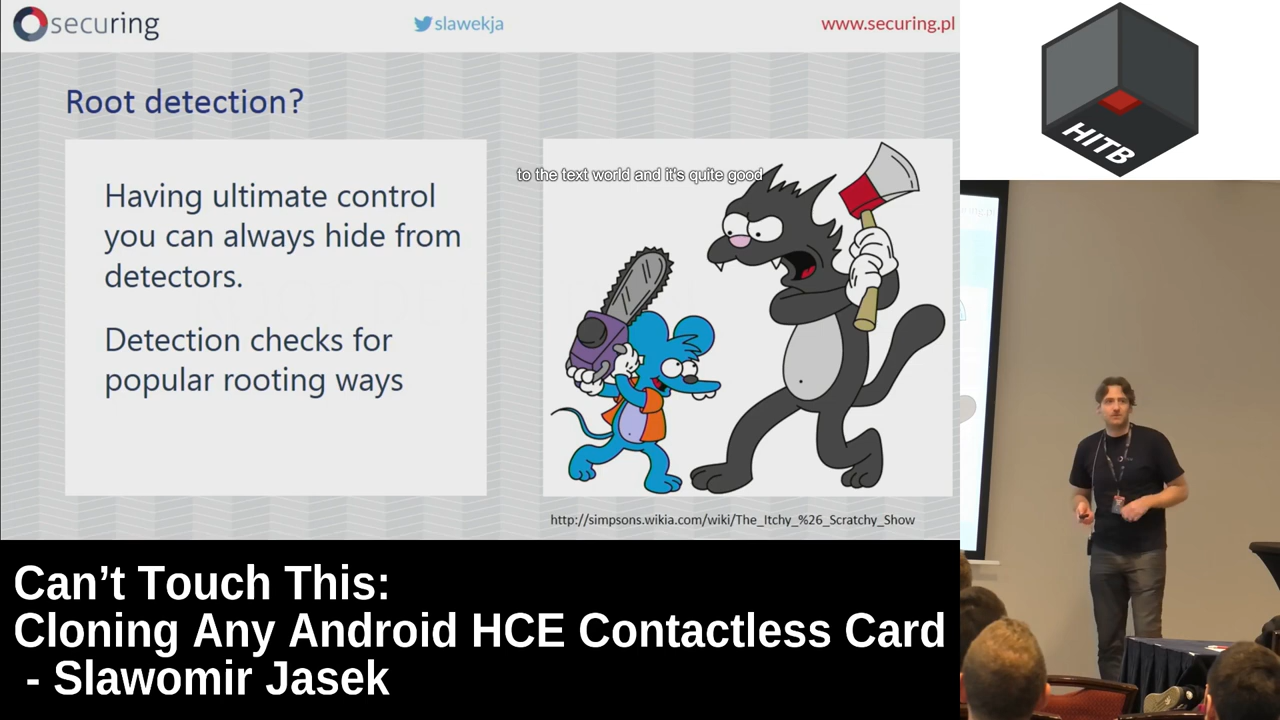 securing
slawekja
www.securing.pl
Root detection?
Having ultimate control
you can always hide from
detectors.
Detection checks for
popular rooting ways
to the text world and it's quite good
http://simpsons.wikia.com/wiki/The_Itchy_%26_Scratchy_Show
HITB
Can’t Touch This:
Cloning Any Android HCE Contactless Card
- Slawomir Jasek